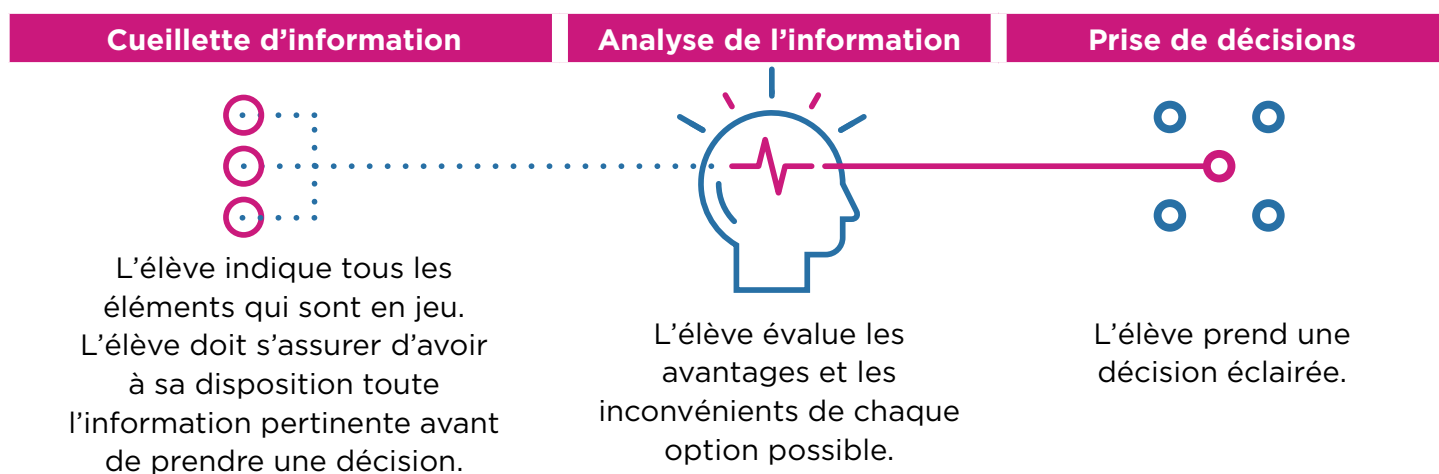 Cueillette d’information
L’élève indique tous les
éléments qui sont en jeu.
L’élève doit s’assurer d’avoir
à sa disposition toute
l’information pertinente avant
de prendre une décision.
Analyse de l’information
L’élève évalue les
avantages et les
inconvénients de chaque
option possible.
Prise de décisions
L’élève prend une
décision éclairée.